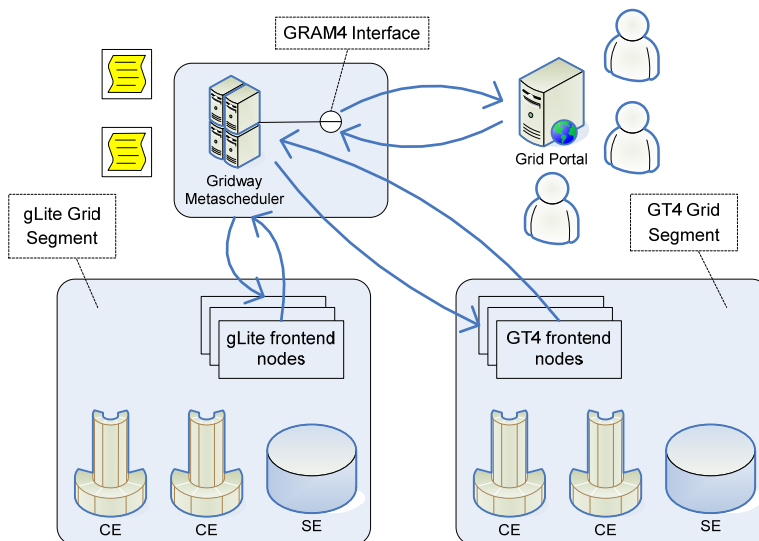 GRAM4 Interface
Gridway
Metascheduler
Grid Portal
gLite Grid
Segment
GT4 Grid
Segment
gLite frontend
nodes
GT4 frontend
nodes
CE
CE
SE
CE
CE
SE